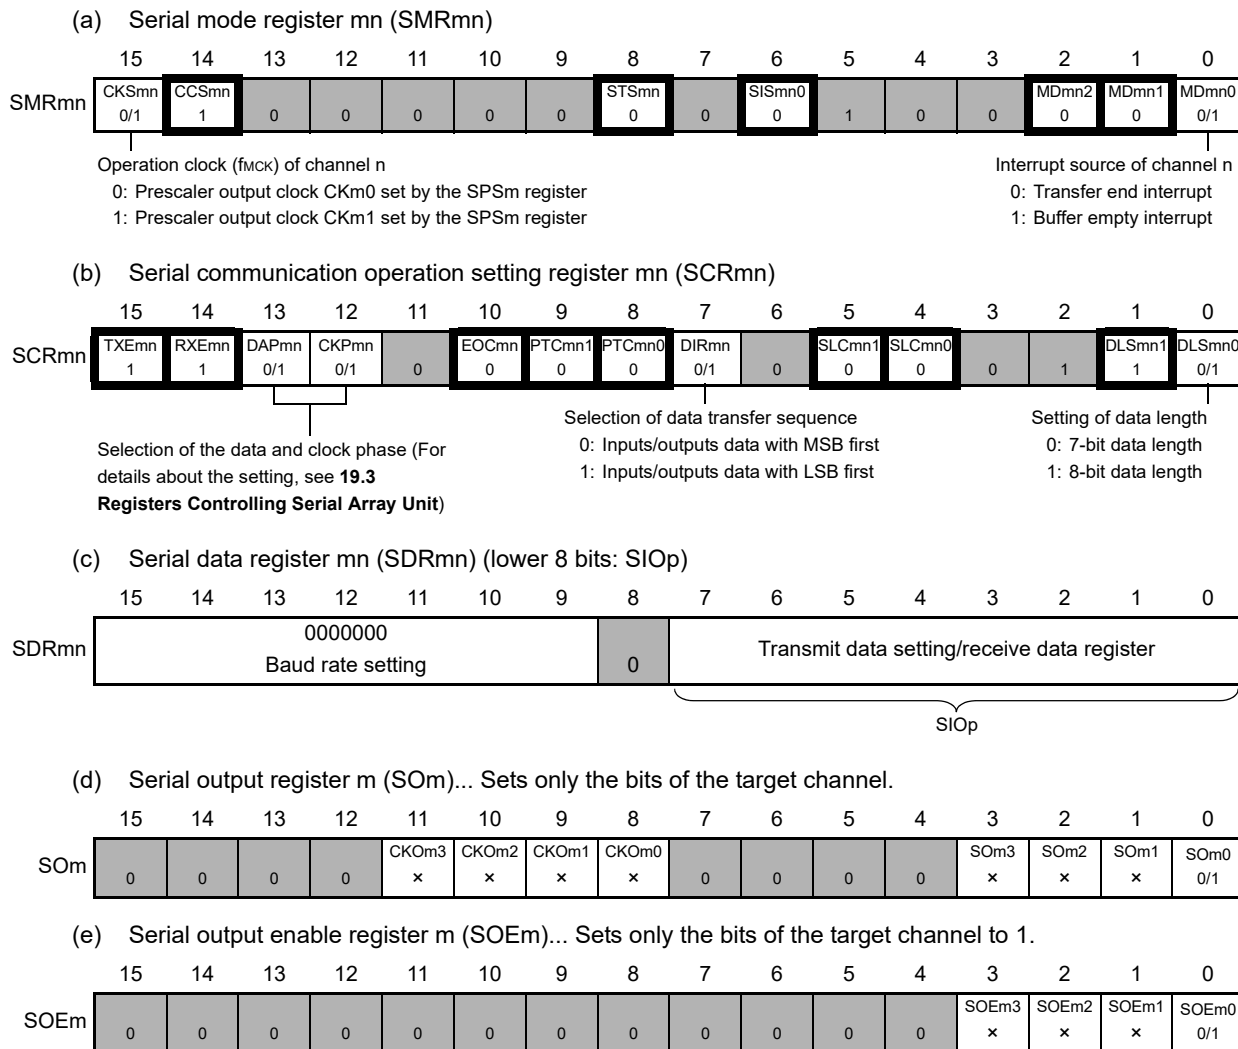 (a) Serial mode register mn (SMRmn)
15 14 13 12 11 10 9 8 7 6 5 4 3 2 1 0
SMRmn CKSmn CCSmn STSmn SISmn0 MDmn2 MDmn1 MDmn0
0/1 1 0 0 0 0 0 0 0 0 1 0 0 0 0 0/1
Operation clock (fMCK) of channel n
0: Prescaler output clock CKm0 set by the SPSm register
1: Prescaler output clock CKm1 set by the SPSm register
Interrupt source of channel n
0: Transfer end interrupt
1: Buffer empty interrupt
(b) Serial communication operation setting register mn (SCRmn)
15 14 13 12 11 10 9 8 7 6 5 4 3 2 1 0
SCRmn TXEmn RXEmn DAPmn CKPmn EOCmn PTCmn1 PTCmn0 DIRmn SLCmn1 SLCmn0 DLSmn1 DLSmn0
1 1 0/1 0/1 0 0 0 0 0/1 0 0 0 0 1 1 0/1
Selection of the data and clock phase (For
details about the setting, see 19.3
Registers Controlling Serial Array Unit)
Selection of data transfer sequence
0: Inputs/outputs data with MSB first
1: Inputs/outputs data with LSB first
Setting of data length
0: 7-bit data length
1: 8-bit data length
(c) Serial data register mn (SDRmn) (lower 8 bits: SIOp)
15 14 13 12 11 10 9 8 7 6 5 4 3 2 1 0
SDRmn
0000000
Baud rate setting
0
Transmit data setting/receive data register
SIOp
(d) Serial output register m (SOm)... Sets only the bits of the target channel.
15 14 13 12 11 10 9 8 7 6 5 4 3 2 1 0
SOm CKOm3 CKOm2 CKOm1 CKOm0 SOm3 SOm2 SOm1 SOm0
0 0 0 0 × × × × 0 0 0 0 × × × 0/1
(e) Serial output enable register m (SOEm)... Sets only the bits of the target channel to 1.
15 14 13 12 11 10 9 8 7 6 5 4 3 2 1 0
SOEm SOEm3 SOEm2 SOEm1 SOEm0
0 0 0 0 0 0 0 0 0 0 0 0 × × × 0/1